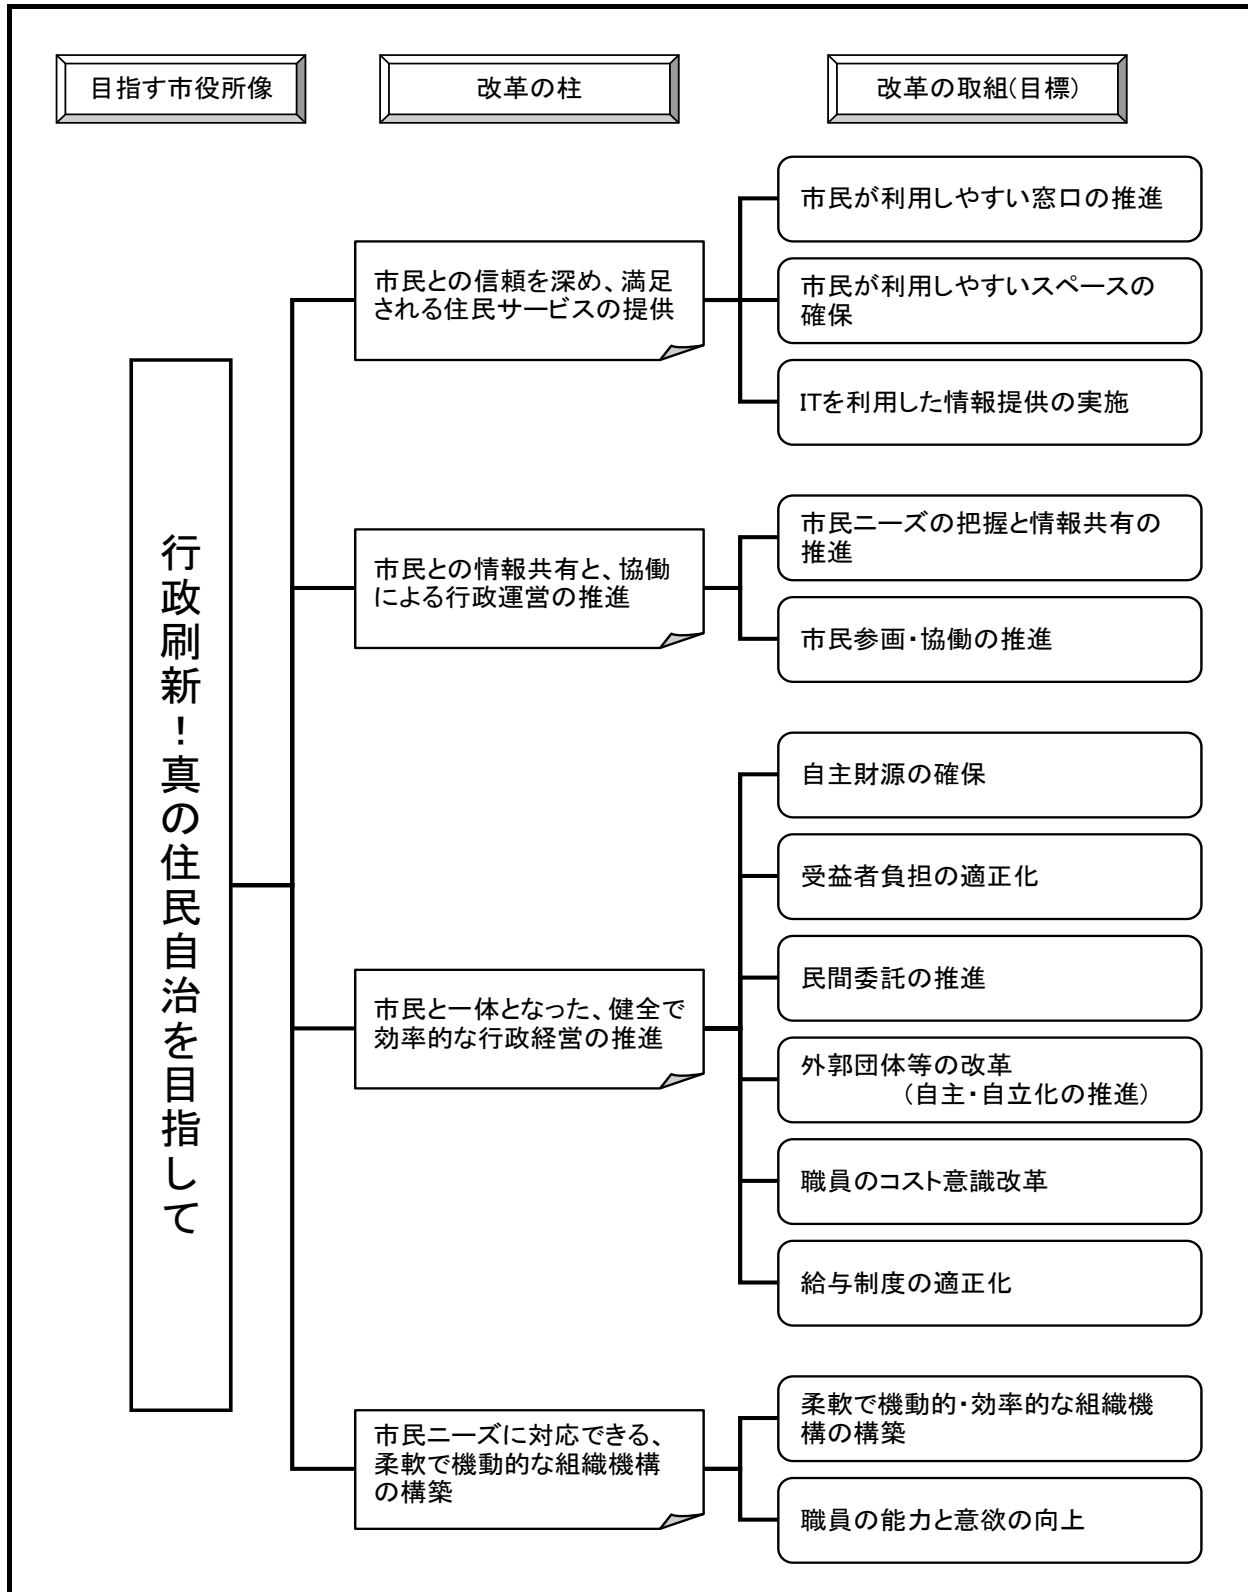 目指す市役所像
改革の柱
改革の取組(目標)
行政刷新！真の住民自治を目指して
市民との信頼を深め、満足
される住民サービスの提供
市民が利用しやすい窓口の推進
市民が利用しやすいスペースの
確保
ITを利用した情報提供の実施
市民との情報共有と、協働
による行政運営の推進
市民ニーズの把握と情報共有の
推進
市民参画・協働の推進
市民と一体となった、健全で
効率的な行政経営の推進
自主財源の確保
受益者負担の適正化
民間委託の推進
外郭団体等の改革
（自主・自立化の推進）
職員のコスト意識改革
給与制度の適正化
市民ニーズに対応できる、
柔軟で機動的な組織機構
の構築
柔軟で機動的・効率的な組織機
構の構築
職員の能力と意欲の向上